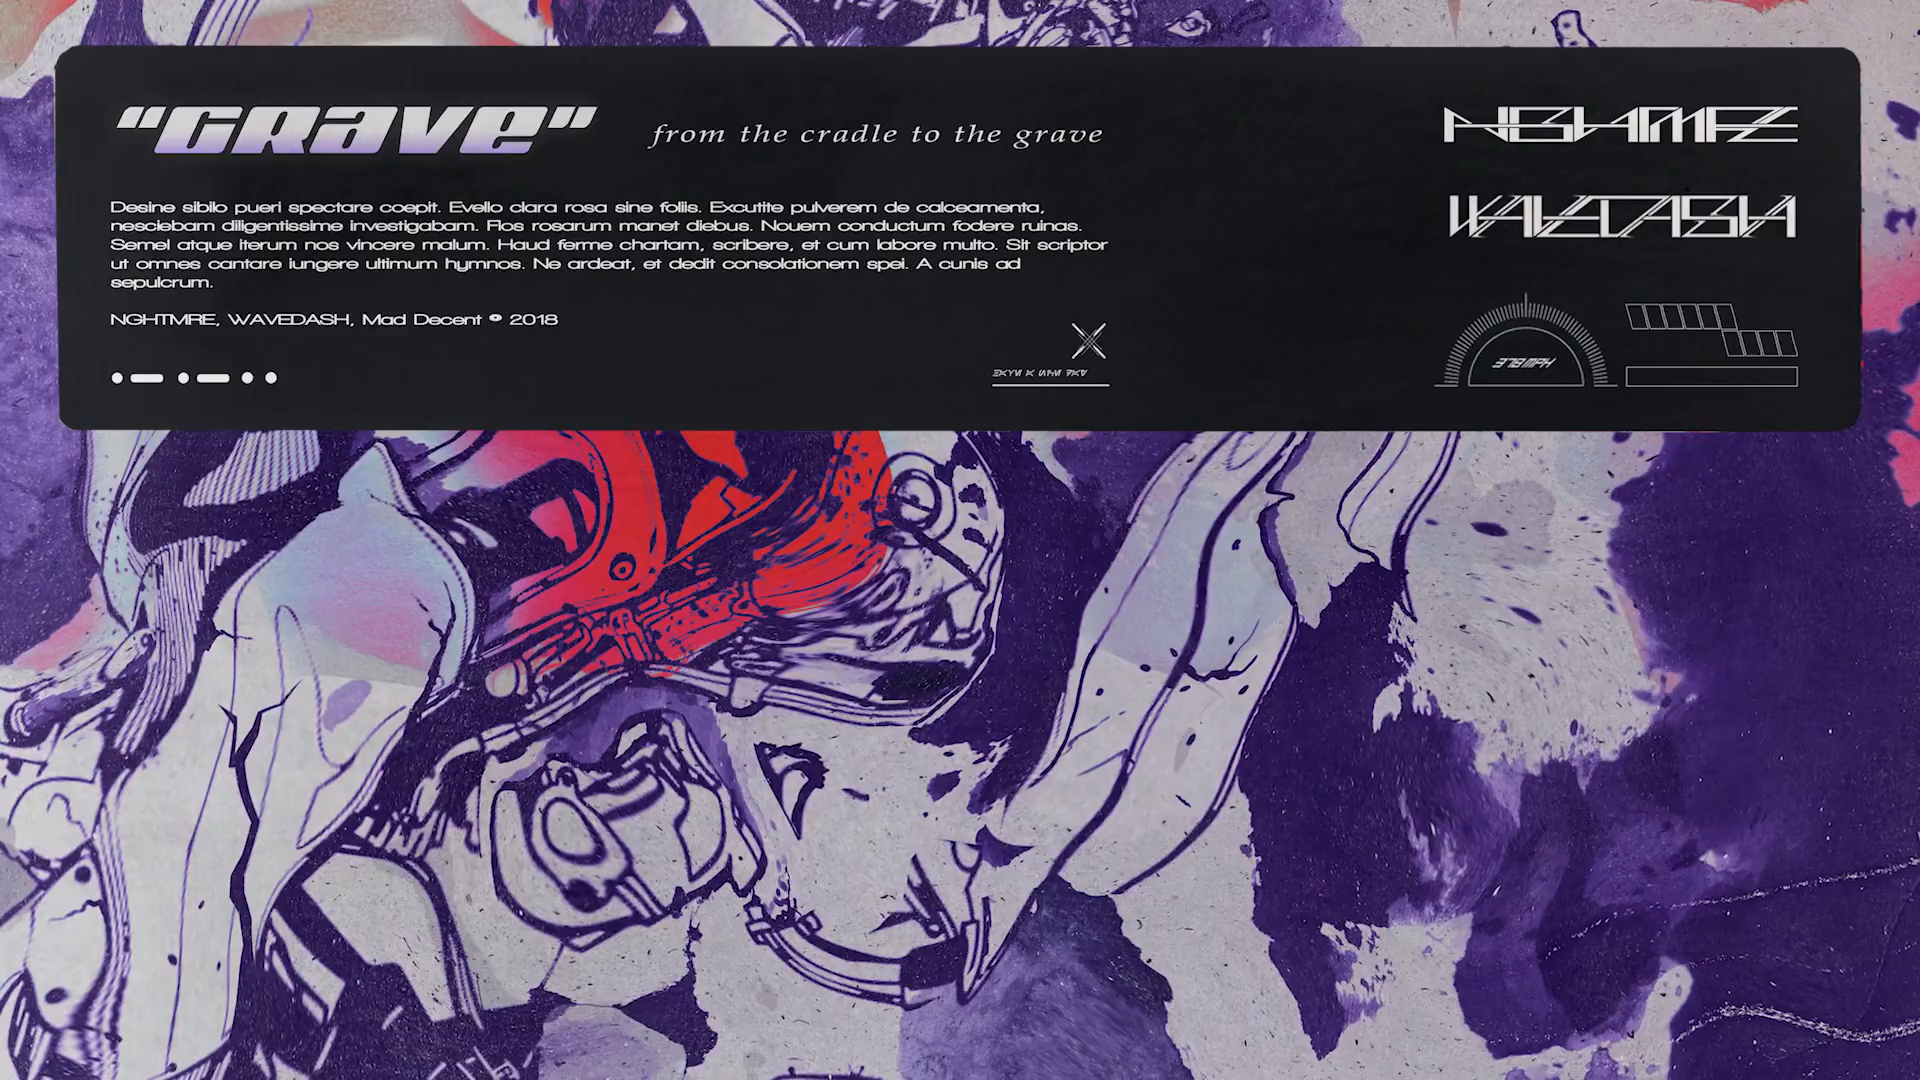 "Grave"
from the cradle to the grave
Desine sibilo pueri spectare coepit. Evello clara rosa sine foliis. Excutite pulverem de calceamenta,
nesciebam diligentissime investigabam. Flos rosarum manet diebus. Nouem conductum fodere ruinas.
Semel atque iterum nos vincere malum. Haud ferme chartam, scribere, et cum labore multo. Sit scriptor
ut omnes cantare iungere ultimum hymnos. Ne ardeat, et dedit consolationem spei. A cunis ad
sepulcrum.
NGHTMRE, WAVEDASH, Mad Decent © 2018
NGHTMRE
WAVEDASH
378MPH